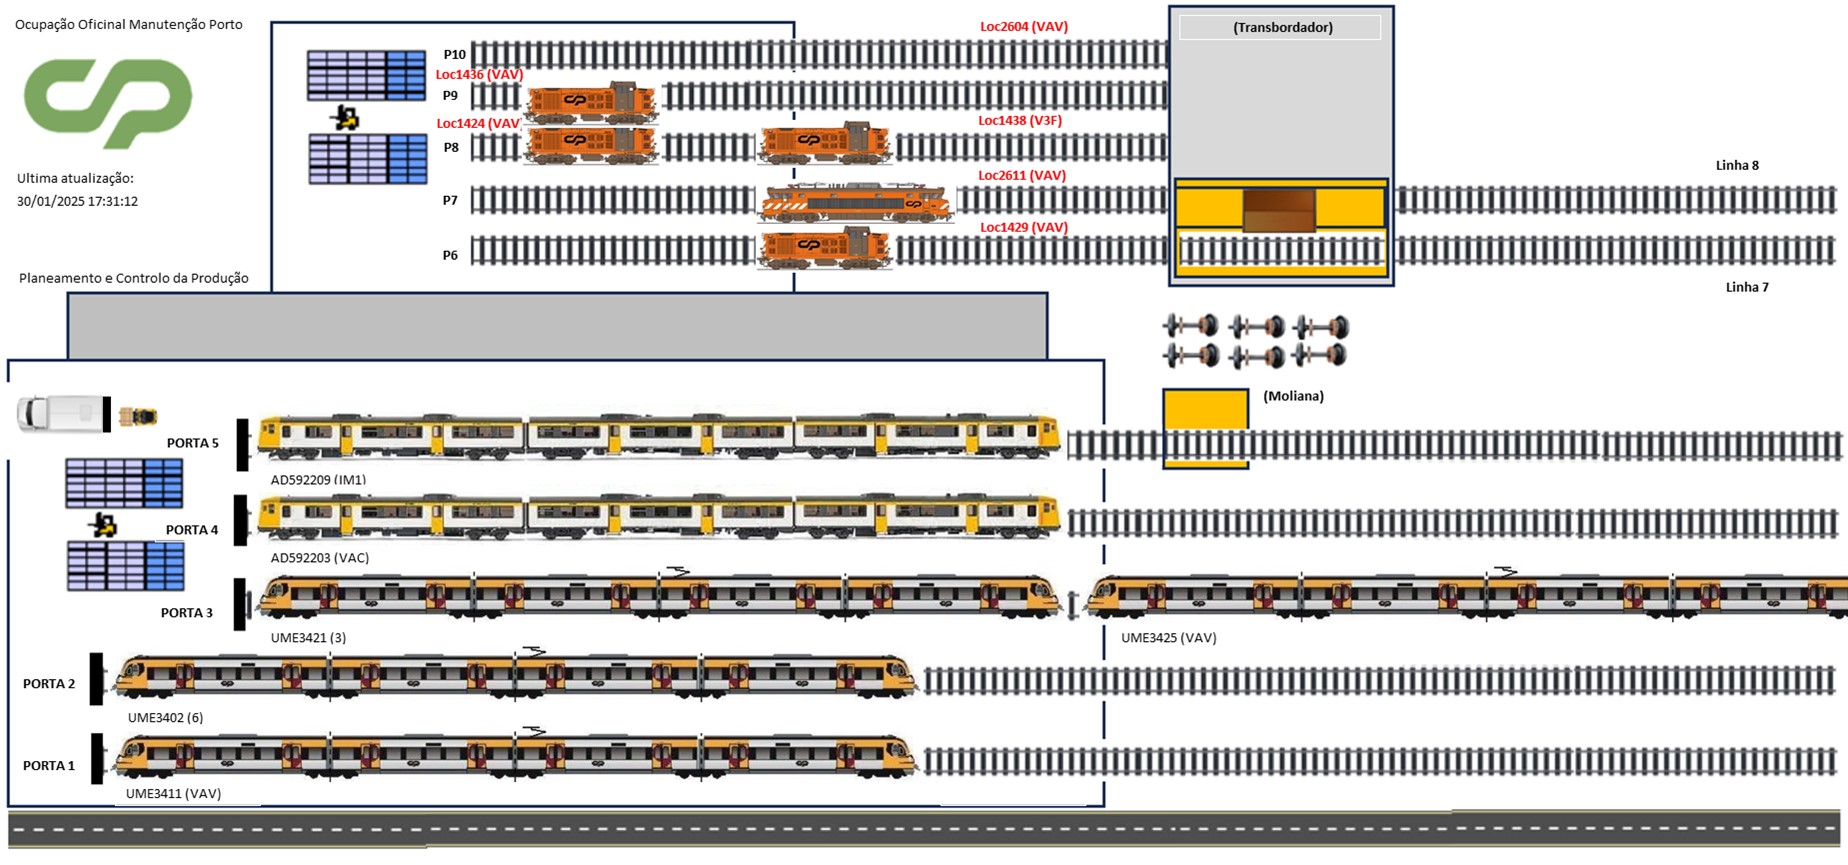 Ocupação Oficinal Manutenção Porto
Ultima atualização:
30/01/2025 17:31:12
Planeamento e Controlo da Produção
P10
Loc2604 (VAV)
(Transbordador)
Loc1436 (VAV)
P9
Loc1424 (VAV)
Loc1438 (V3F)
P8
Loc2611 (VAV)
Linha 8
P7
Loc1429 (VAV)
P6
Linha 7
(Moliana)
PORTA 5
AD592209 (IM1)
PORTA 4
AD592203 (VAC)
PORTA 3
UME3421 (3)
UME3425 (VAV)
PORTA 2
UME3402 (6)
PORTA 1
UME3411 (VAV)